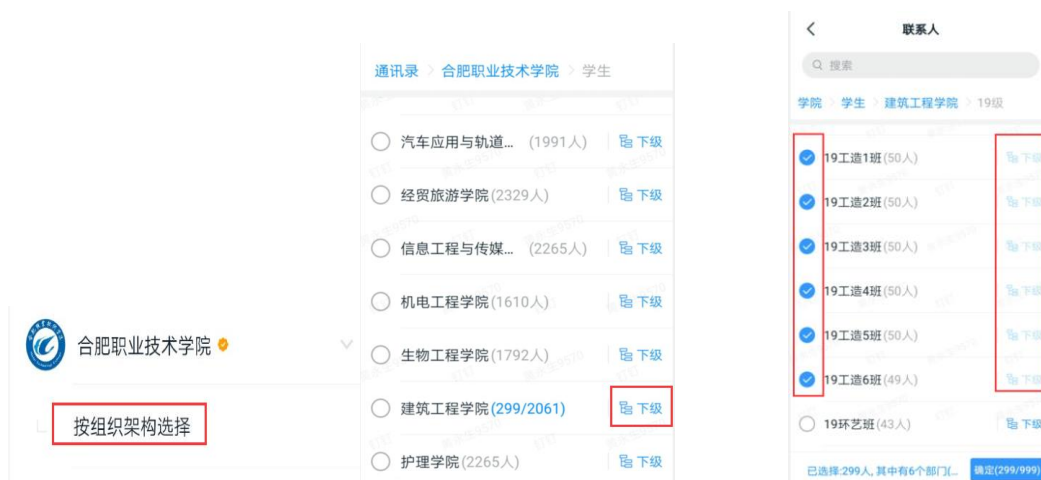 合肥职业技术学院
按组织架构选择
通讯录 > 合肥职业技术学院 > 学生
汽车应用与轨道... (1991人) 下级
经贸旅游学院(2329人) 下级
信息工程与传媒... (2265人) 下级
机电工程学院(1610人) 下级
生物工程学院(1792人) 下级
建筑工程学院(299/2061) 下级
护理学院(2265人) 下级
联系人
搜索
学院 > 学生 > 建筑工程学院 > 19级
19工造1班(50人) 下级
19工造2班(50人) 下级
19工造3班(50人) 下级
19工造4班(50人) 下级
19工造5班(50人) 下级
19工造6班(49人) 下级
19环艺班(43人) 下级
已选择:299人, 其中有6个部门(... 确定(299/999)